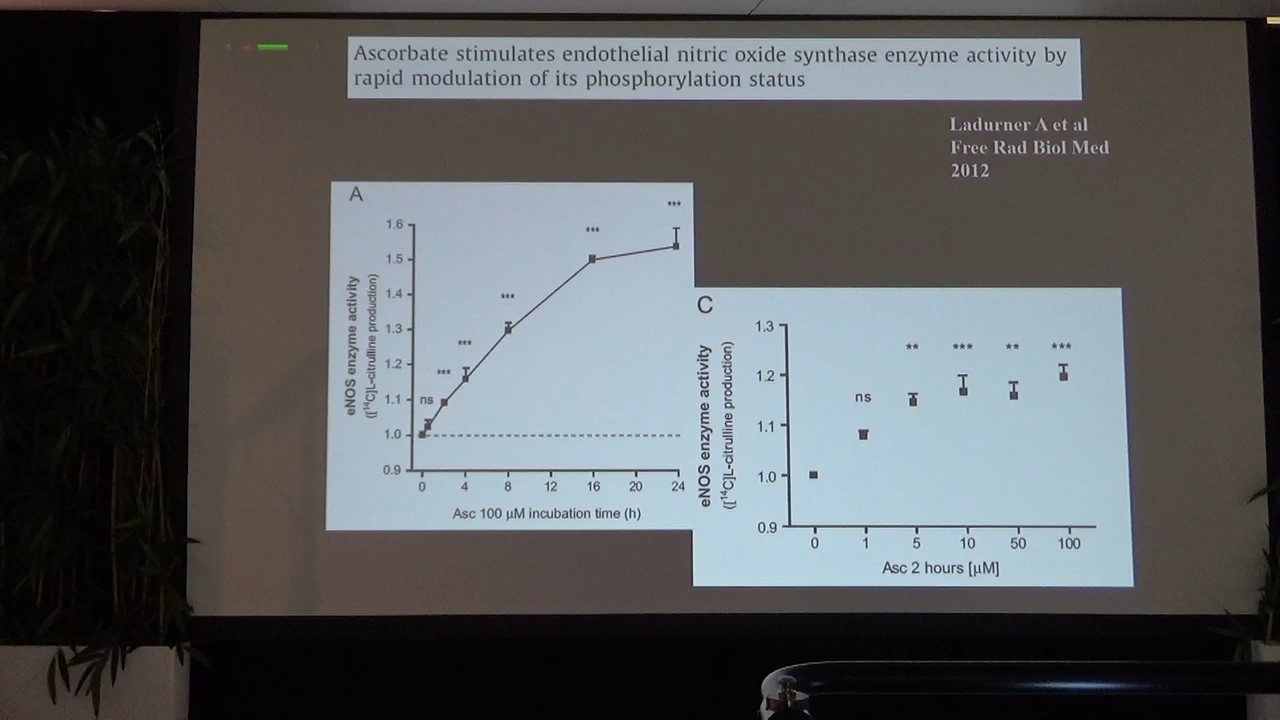 Ascorbate stimulates endothelial nitric oxide synthase enzyme activity by
rapid modulation of its phosphorylation status
Ladurner A et al
Free Rad Biol Med
2012
A
eNOS enzyme activity
([¹⁴C]L-citrulline production)
1.6
1.5
1.4
1.3
1.2
1.1
1.0
0.9
ns
***
***
***
***
***
0 4 8 12 16 20 24
Asc 100 µM incubation time (h)
C
eNOS enzyme activity
([¹⁴C]L-citrulline production)
1.3
1.2
1.1
1.0
0.9
ns
** *** ** ***
0 1 5 10 50 100
Asc 2 hours [µM]